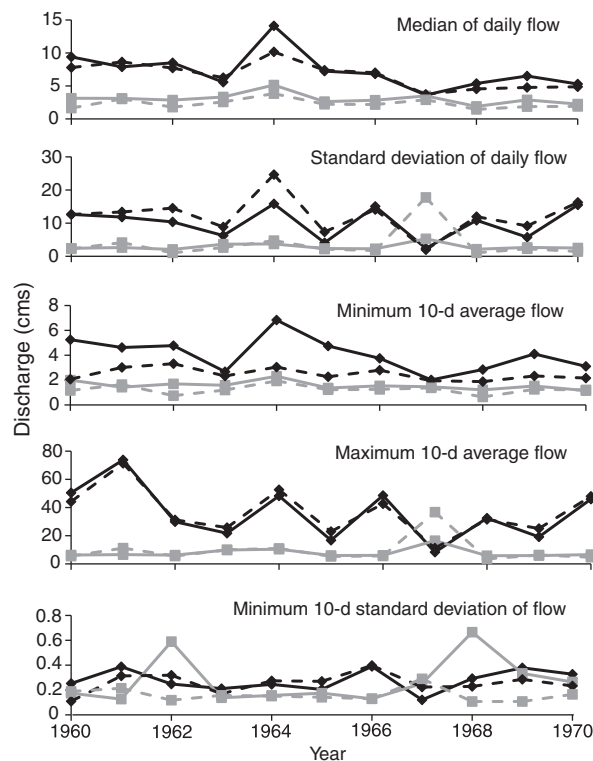 Median of daily flow
15
10
5
0
Standard deviation of daily flow
30
20
10
0
Minimum 10-d average flow
8
6
4
2
0
Discharge (cms)
Maximum 10-d average flow
80
60
40
20
0
Minimum 10-d standard deviation of flow
0.8
0.6
0.4
0.2
0
1960 1962 1964 1966 1968 1970
Year